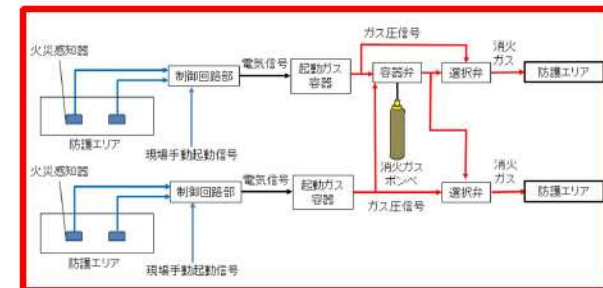 ガス圧信号
火災感知器
制御回路部
電気信号
起動ガス
容器
容器弁
選択弁
消火
ガス
防護エリア
防護エリア
現場手動起動信号
消火ガス
ボンベ
火災感知器
制御回路部
電気信号
起動ガス
容器
ガス圧信号
選択弁
消火
ガス
防護エリア
防護エリア
現場手動起動信号